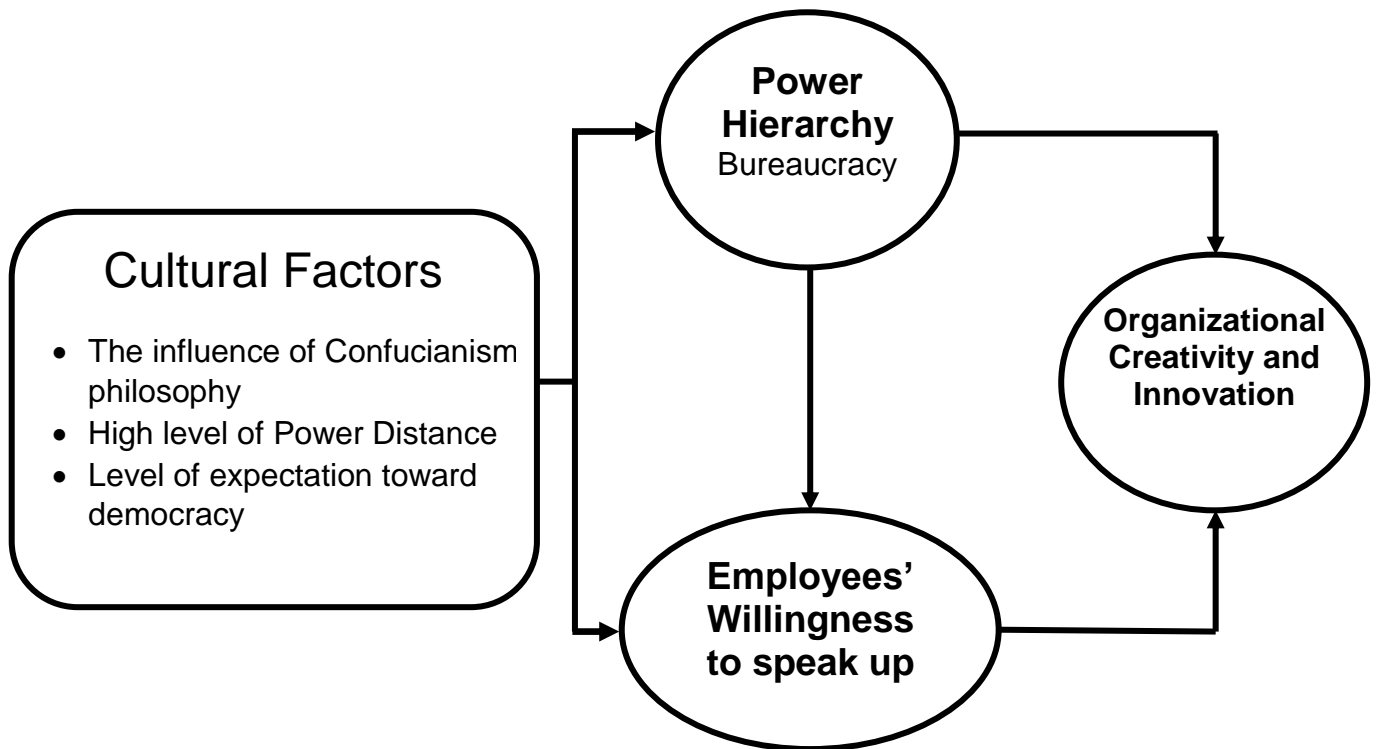 Power
Hierarchy
Bureaucracy
Cultural Factors
• The influence of Confucianism
philosophy
• High level of Power Distance
• Level of expectation toward
democracy
Organizational
Creativity and
Innovation
Employees’
Willingness
to speak up